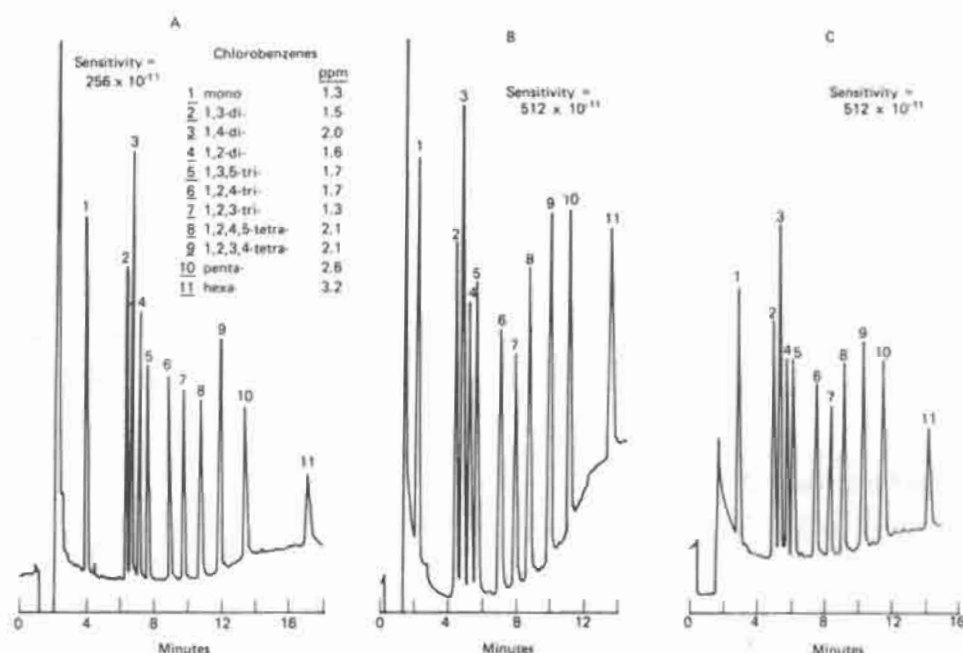 A
Sensitivity =
256 x 10-11
Chlorobenzenes
ppm
1 mono 1.3
2 1,3-di- 1.5
3 1,4-di- 2.0
4 1,2-di- 1.6
5 1,3,5-tri- 1.7
6 1,2,4-tri- 1.7
7 1,2,3-tri- 1.3
8 1,2,4,5-tetra- 2.1
9 1,2,3,4-tetra- 2.1
10 penta- 2.6
11 hexa- 3.2
1
2
3
4
5
6
7
8
9
10
11
0 4 8 12 16
Minutes
B
Sensitivity =
512 x 10-11
1
2
3
4
5
6
7
8
9
10
11
0 4 8 12
Minutes
C
Sensitivity =
512 x 10-11
1
2
3
4
5
6
7
8
9
10
11
0 4 8 12 16
Minutes